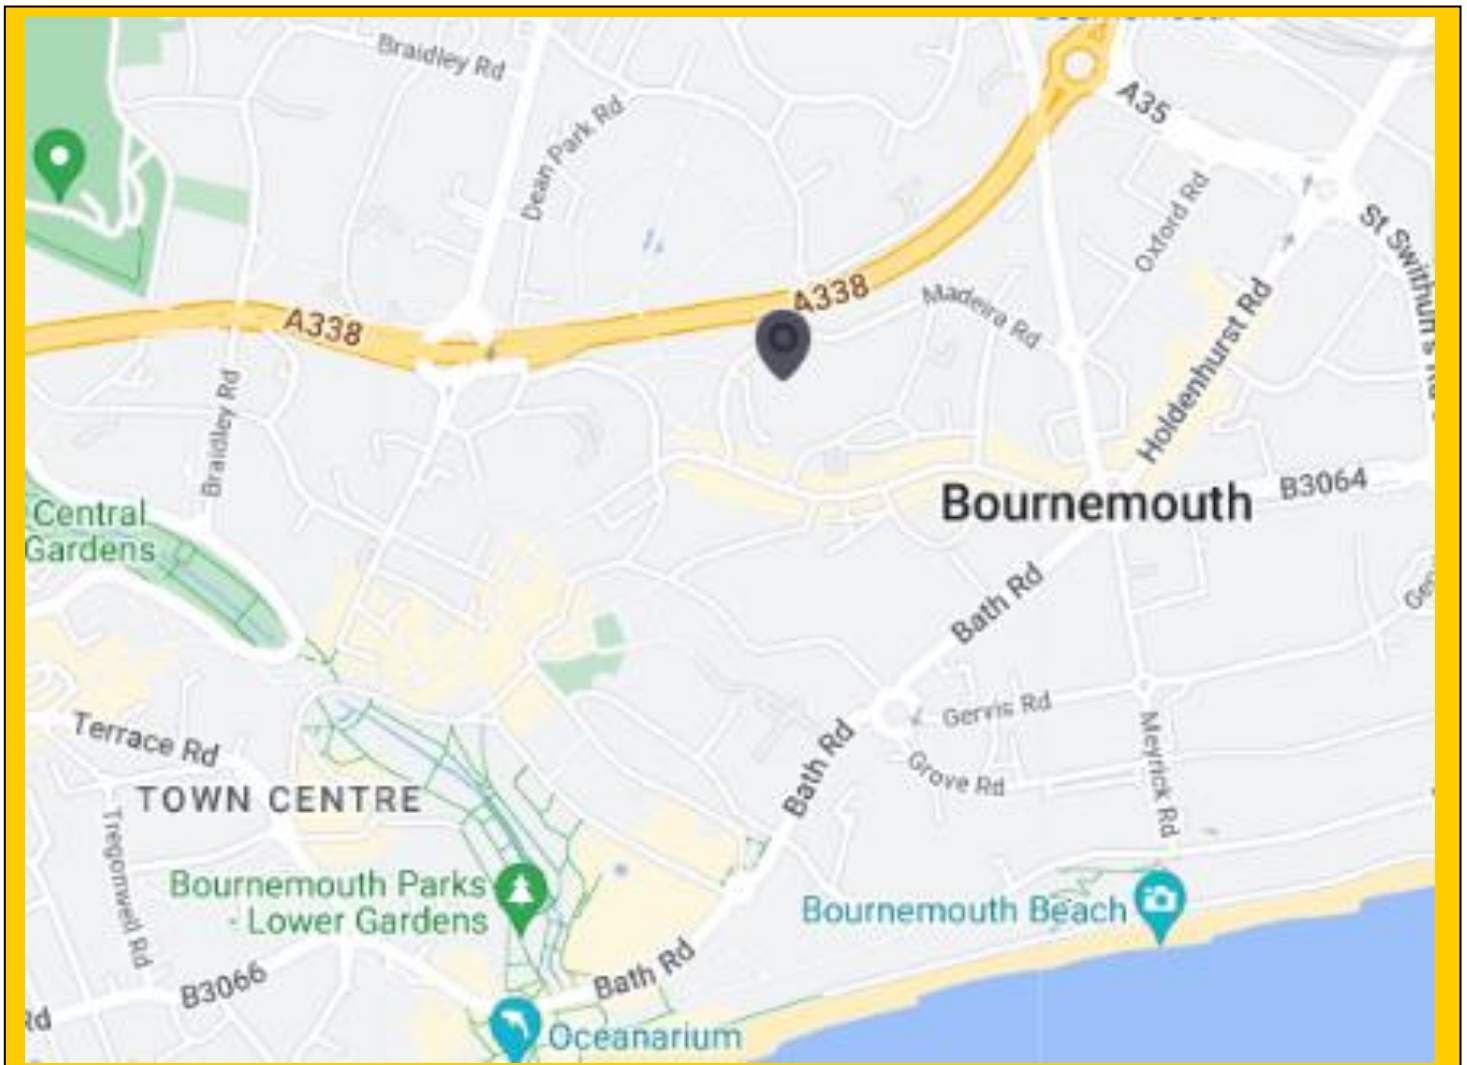 Braidley Rd
Dean Park Rd
A35
Oxford Rd
St Swithun's Rd
A338
A338
Madeira Rd
Holdenhurst Rd
Braidley Rd
Bournemouth
B3064
Central
Gardens
Bath Rd
Gervis Rd
Meyrick Rd
Terrace Rd
Bath Rd
Grove Rd
TOWN CENTRE
Tregonwell Rd
Bournemouth Parks
- Lower Gardens
Bournemouth Beach
B3066
Bath Rd
Rd
Oceanarium